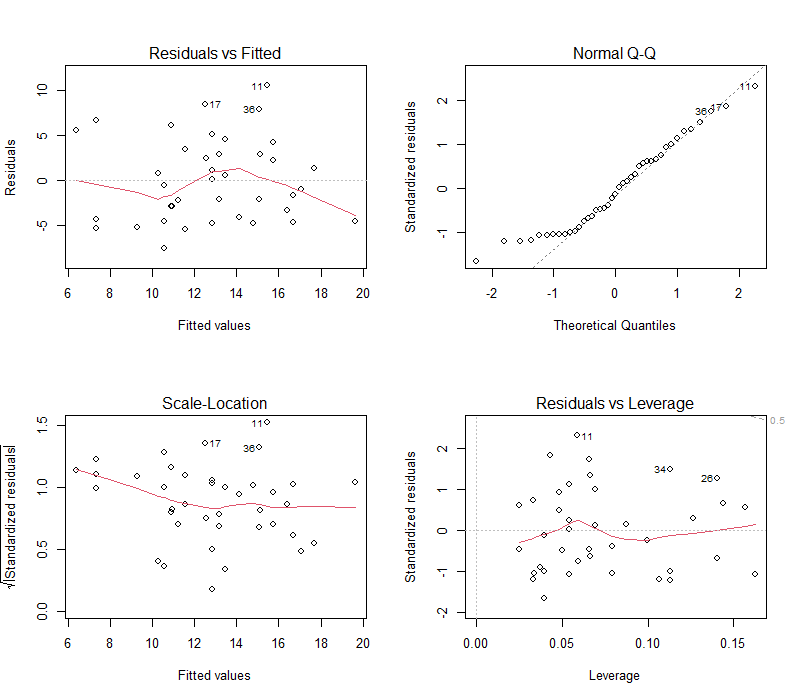 Residuals vs Fitted
Residuals
10
5
0
-5
11
17
36
6 8 10 12 14 16 18 20
Fitted values
Normal Q-Q
Standardized residuals
2
1
0
-1
11
17
36
-2 -1 0 1 2
Theoretical Quantiles
Scale-Location
√|Standardized residuals|
1.5
1.0
0.5
0.0
11
17
36
6 8 10 12 14 16 18 20
Fitted values
Residuals vs Leverage
Standardized residuals
2
1
0
-1
-2
0.5
11
34
26
0.00 0.05 0.10 0.15
Leverage